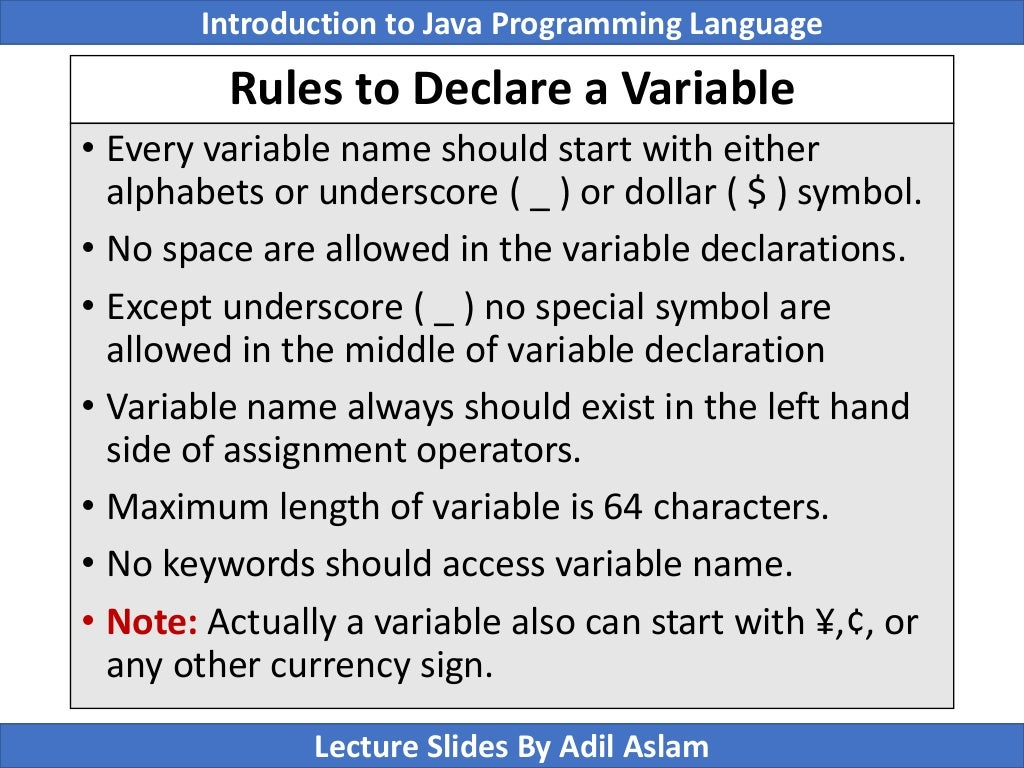 Introduction to Java Programming Language
Rules to Declare a Variable
• Every variable name should start with either
alphabets or underscore ( _ ) or dollar ( $ ) symbol.
• No space are allowed in the variable declarations.
• Except underscore ( _ ) no special symbol are
allowed in the middle of variable declaration
• Variable name always should exist in the left hand
side of assignment operators.
• Maximum length of variable is 64 characters.
• No keywords should access variable name.
• Note: Actually a variable also can start with ¥,¢, or
any other currency sign.
Lecture Slides By Adil Aslam